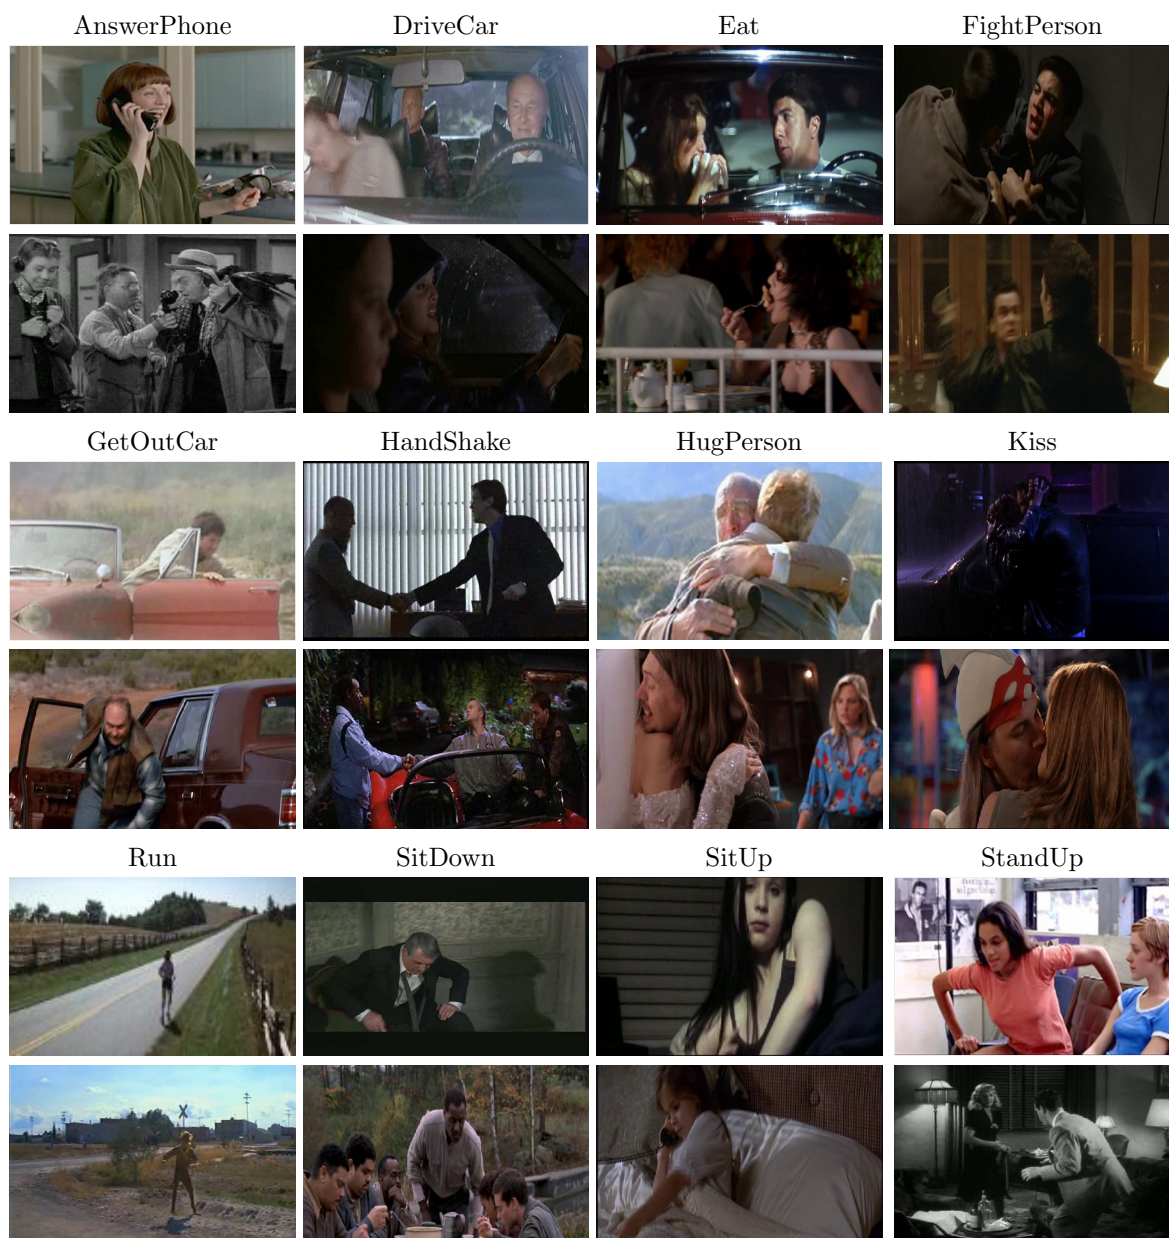 AnswerPhone DriveCar Eat FightPerson
GetOutCar HandShake HugPerson Kiss
Run SitDown SitUp StandUp